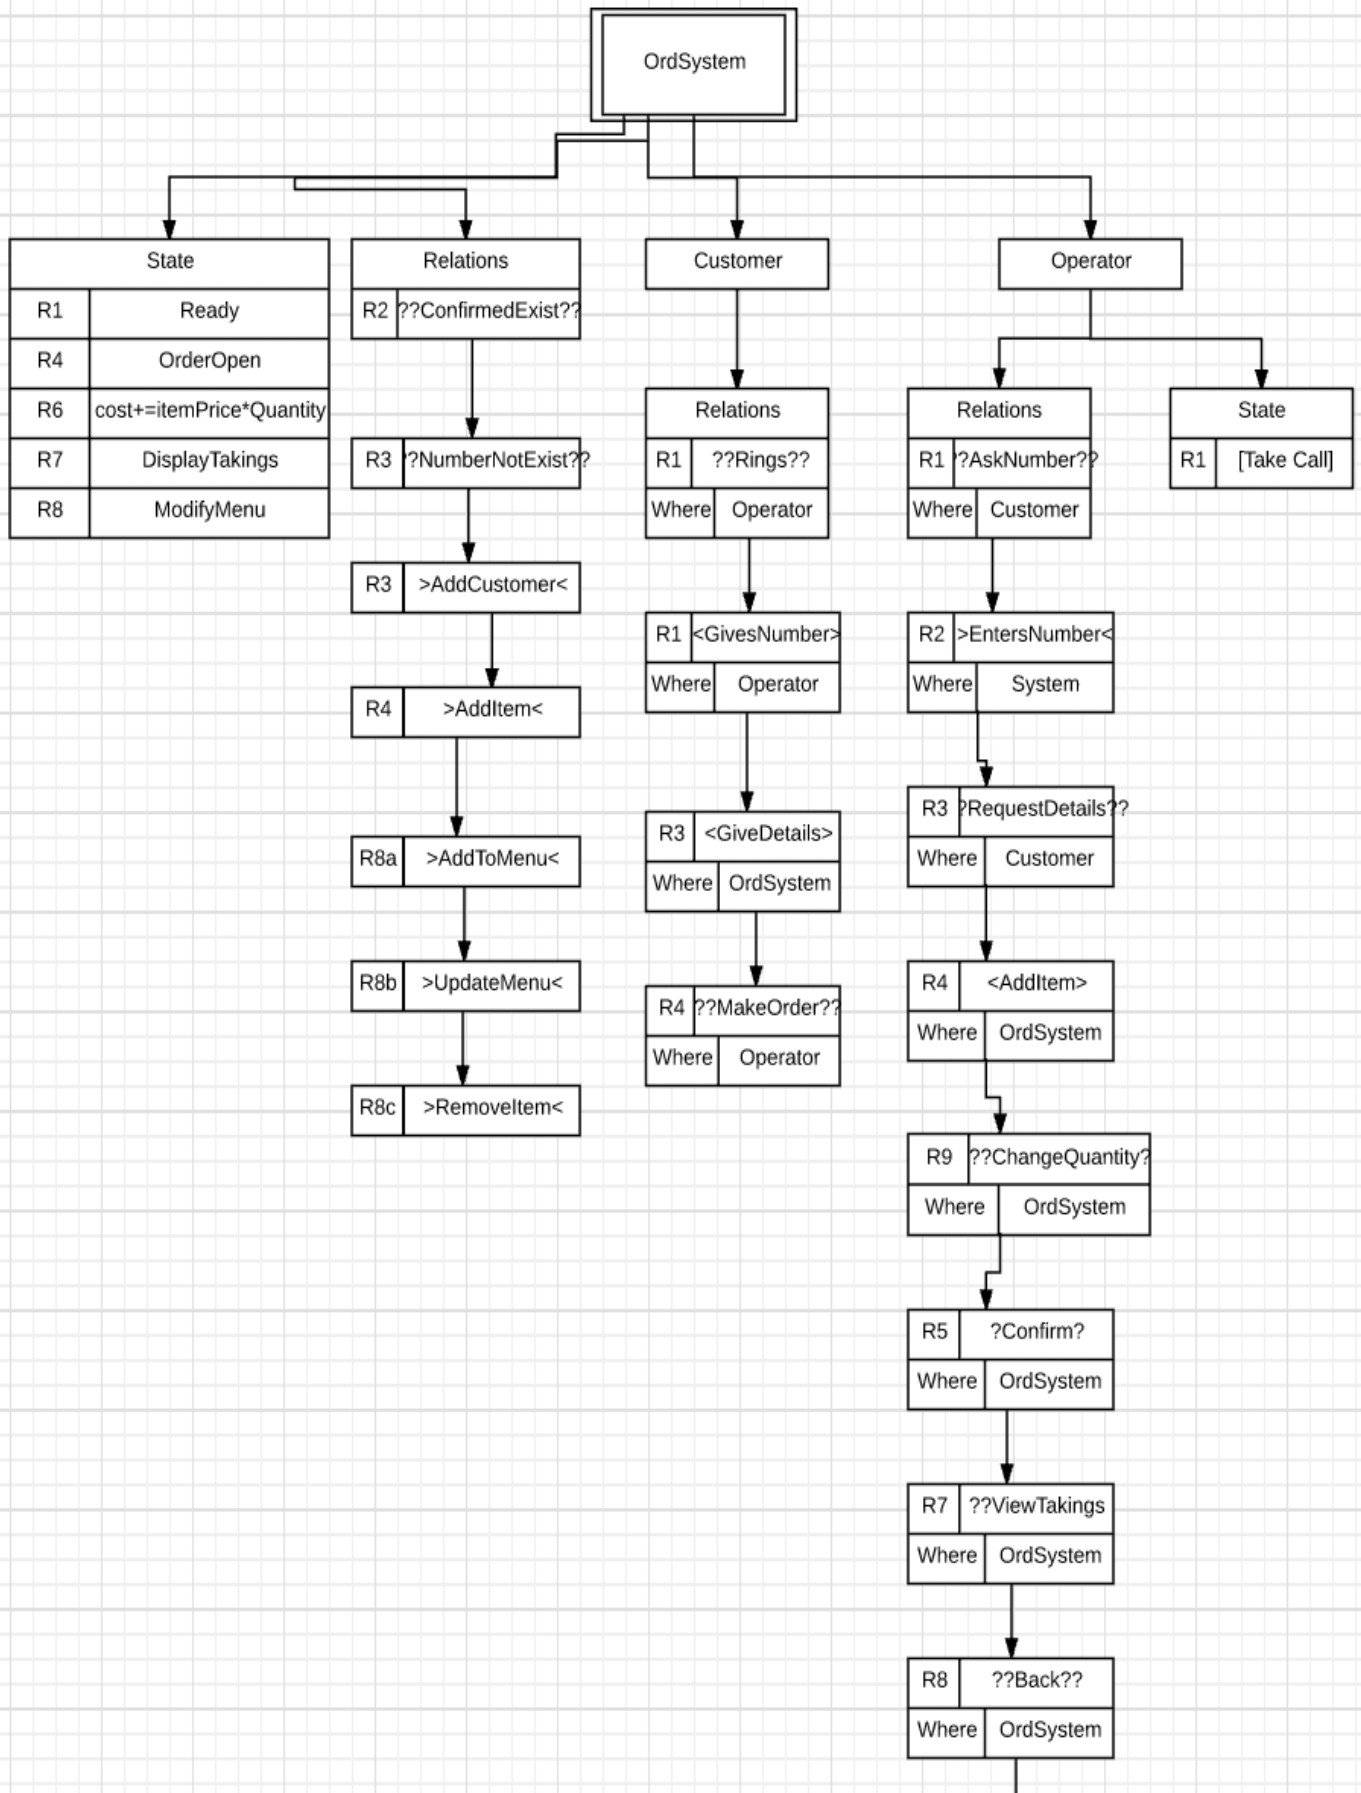 OrdSystem
State
R1 Ready
R4 OrderOpen
R6 cost+=itemPrice*Quantity
R7 DisplayTakings
R8 ModifyMenu
Relations
R2 ??ConfirmedExist??
R3 ??NumberNotExist??
R3 >AddCustomer<
R4 >AddItem<
R8a >AddToMenu<
R8b >UpdateMenu<
R8c >RemoveItem<
Customer
Relations
R1 ??Rings??
Where Operator
R1 <GivesNumber>
Where Operator
R3 <GiveDetails>
Where OrdSystem
R4 ??MakeOrder??
Where Operator
Operator
Relations
R1 ??AskNumber??
Where Customer
R2 >EntersNumber<
Where System
R3 ?RequestDetails??
Where Customer
R4 <AddItem>
Where OrdSystem
R9 ??ChangeQuantity?
Where OrdSystem
R5 ?Confirm?
Where OrdSystem
R7 ??ViewTakings
Where OrdSystem
R8 ??Back??
Where OrdSystem
State
R1 [Take Call]